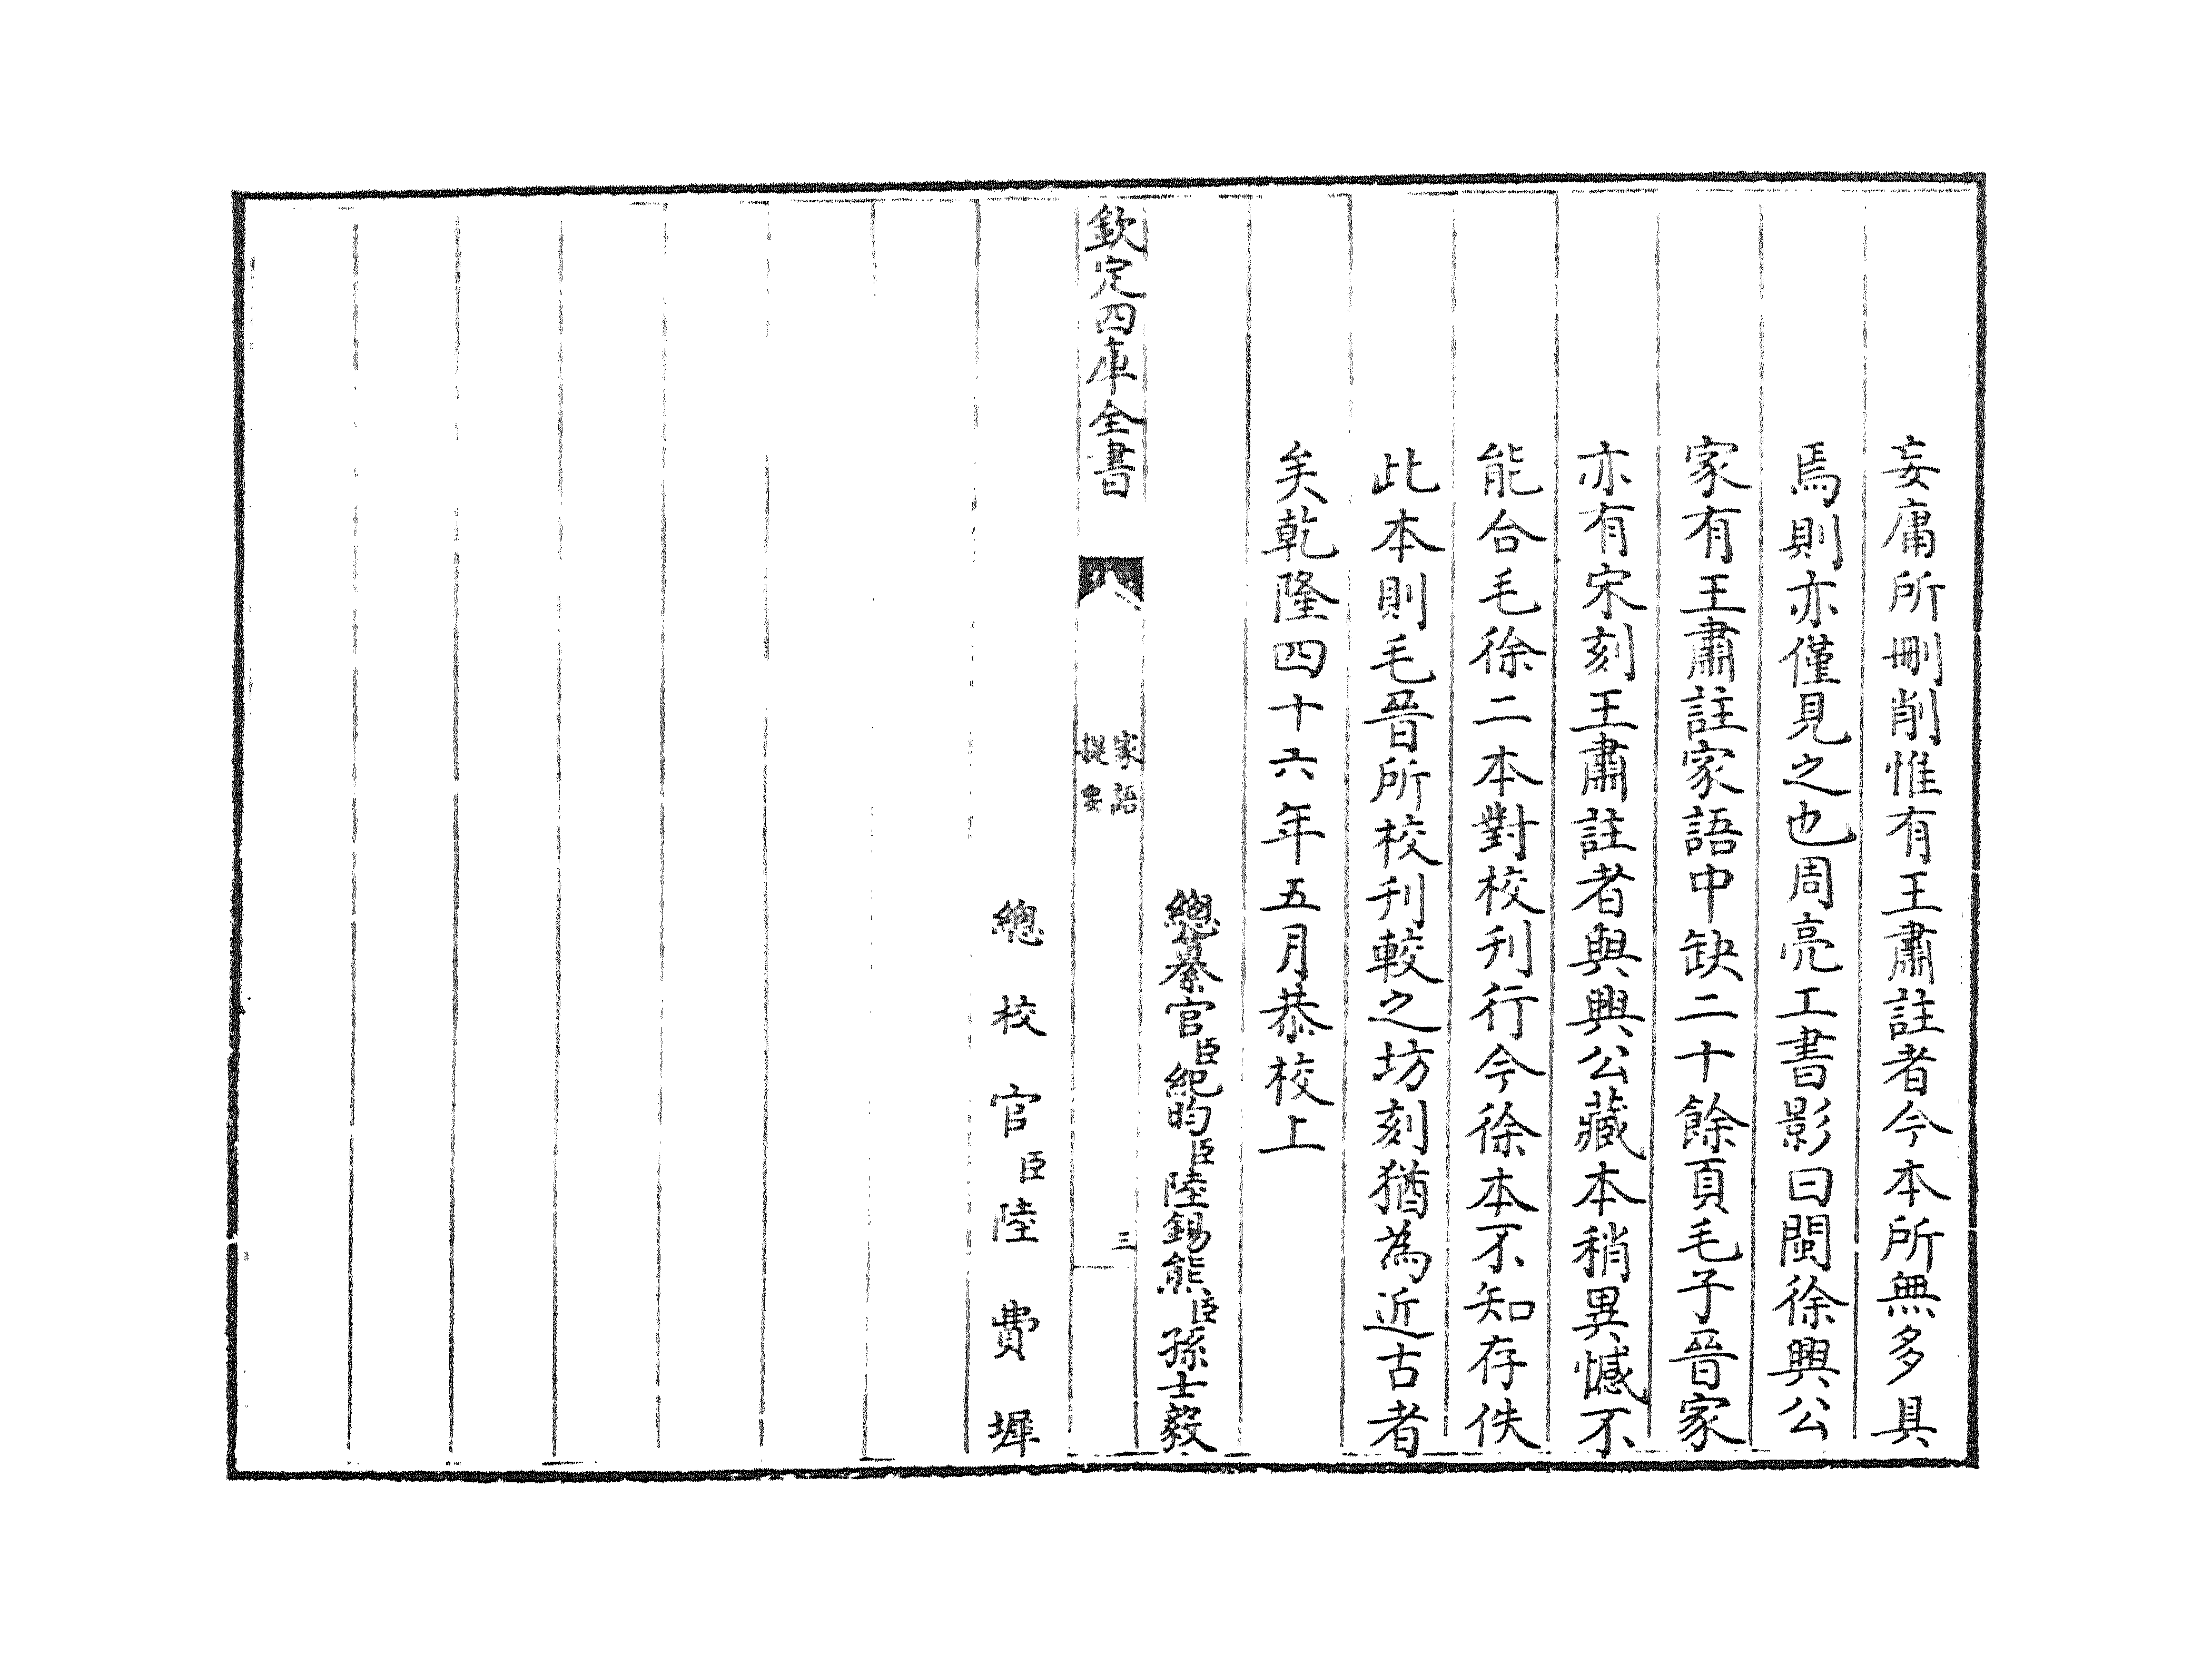 妄庸所刪削惟有王肅註者今本所無多具
焉則亦僅見之也周亮工書影曰閩徐興公
家有王肅註家語中缺二十餘頁毛子晉家
亦有宋刻王肅註者與興公藏本稍異憾不
能合毛徐二本對校刋行今徐本不知存佚
此本則毛晉所校刋較之坊刻猶為近古者
矣乾隆四十六年五月恭校上
總纂官臣紀昀臣陸錫熊臣孫士毅
欽定四庫全書
家語
提要
三
總校官臣陸費墀